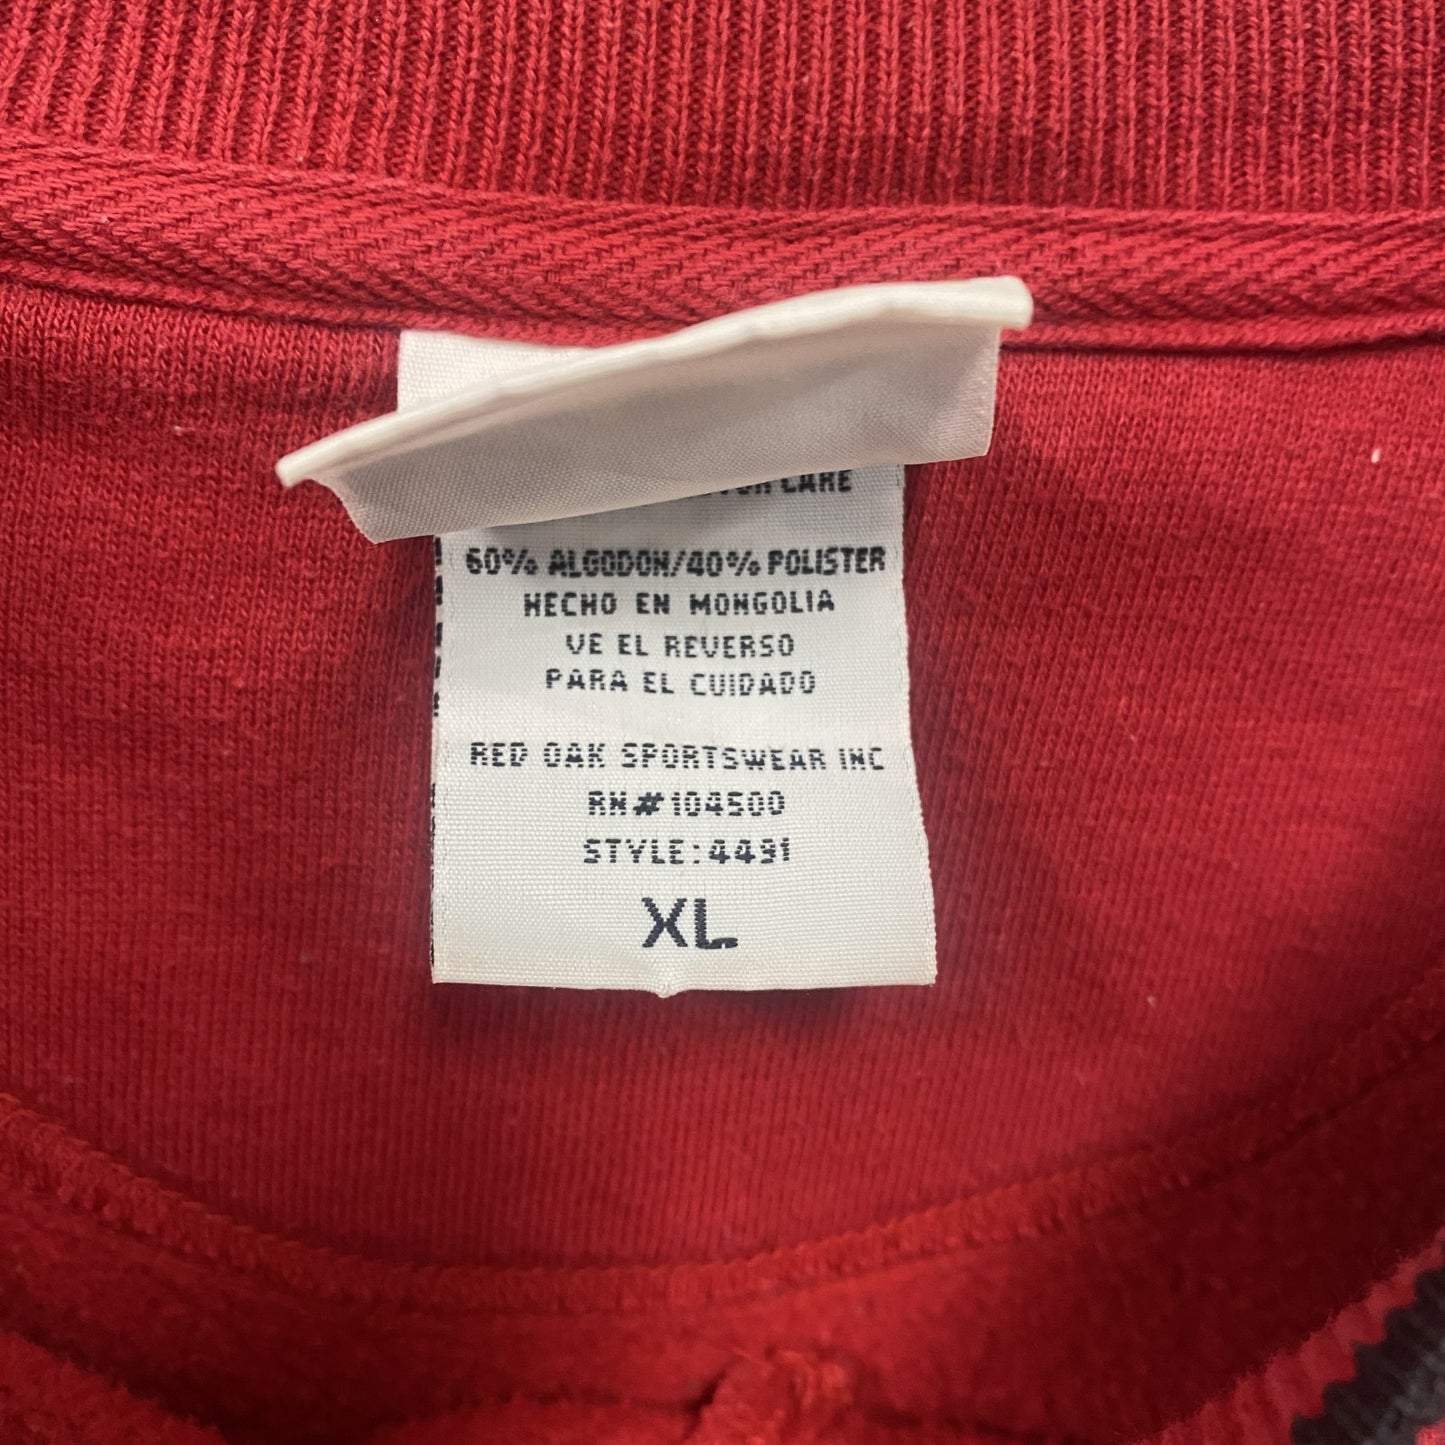 CARE
60% ALGODON/40% POLISTER
HECHO EN MONGOLIA
VE EL REVERSO
PARA EL CUIDADO
RED OAK SPORTSWEAR INC
RN#104500
STYLE:4491
XL